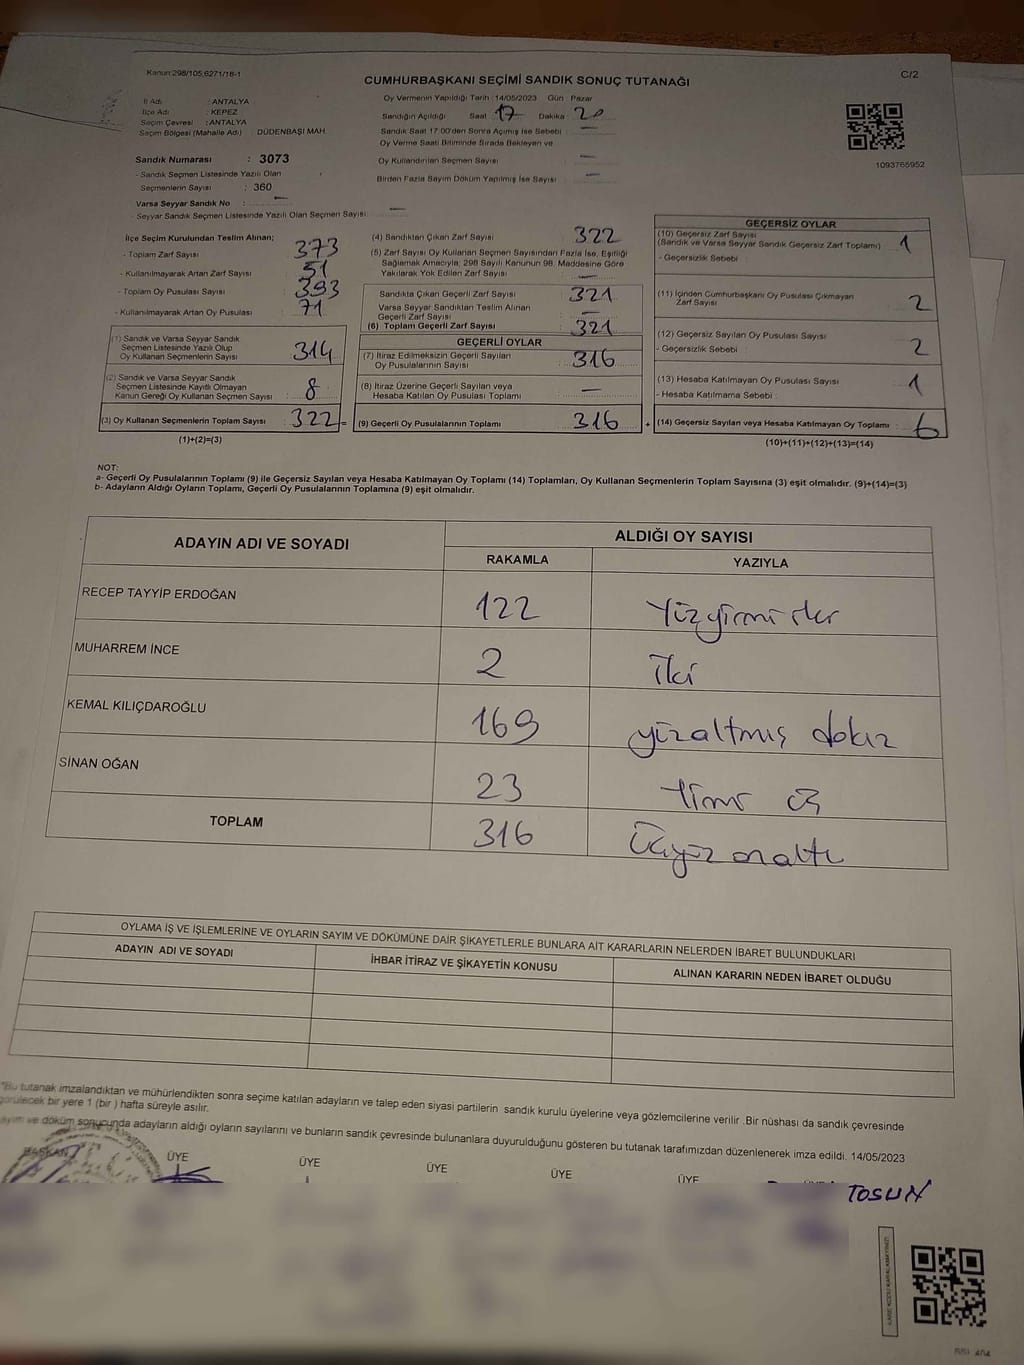 Kanun:298/105,6271/18-1
C/2
CUMHURBAŞKANI SEÇİMİ SANDIK SONUÇ TUTANAĞI
İl Adı : ANTALYA
İlçe Adı : KEPEZ
Seçim Çevresi : ANTALYA
Seçim Bölgesi (Mahalle Adı) DÜDENBAŞI MAH.
Sandık Numarası : 3073
- Sandık Seçmen Listesinde Yazılı Olan
Seçmenlerin Sayısı : 360
Varsa Seyyar Sandık No : —
- Seyyar Sandık Seçmen Listesinde Yazılı Olan Seçmen Sayısı: —
Oy Vermenin Yapıldığı Tarih : 14/05/2023 Gün : Pazar
Sandığın Açıldığı Saat : 17 Dakika : 20
Sandık Saat 17.00'den Sonra Açımış İse Sebebi : —
Oy Verme Saati Bitiminde Sırada Bekleyen ve
Oy Kullandırılan Seçmen Sayısı : —
Birden Fazla Sayım Döküm Yapılmış İse Sayısı : —
1093765952
İlçe Seçim Kurulundan Teslim Alınan;
- Toplam Zarf Sayısı : 373
- Kullanılmayarak Artan Zarf Sayısı : 51
- Toplam Oy Pusulası Sayısı : 393
- Kullanılmayarak Artan Oy Pusulası : 71
(1) Sandık ve Varsa Seyyar Sandık
Seçmen Listesinde Yazılı Olup
Oy Kullanan Seçmenlerin Sayısı : 314
(2) Sandık ve Varsa Seyyar Sandık
Seçmen Listesinde Kayıtlı Olmayan
Kanun Gereği Oy Kullanan Seçmen Sayısı : 8
(3) Oy Kullanan Seçmenlerin Toplam Sayısı : 322 =
(1)+(2)=(3)
(4) Sandıktan Çıkan Zarf Sayısı : 322
(5) Zarf Sayısı Oy Kullanan Seçmen Sayısından Fazla İse, Eşitliği
Sağlamak Amacıyla; 298 Sayılı Kanunun 98. Maddesine Göre
Yakılarak Yok Edilen Zarf Sayısı : —
Sandıkta Çıkan Geçerli Zarf Sayısı : 321
Varsa Seyyar Sandıktan Teslim Alınan
Geçerli Zarf Sayısı : —
(6) Toplam Geçerli Zarf Sayısı : 321
GEÇERLİ OYLAR
(7) İtiraz Edilmeksizin Geçerli Sayılan
Oy Pusulalarının Sayısı : 316
(8) İtiraz Üzerine Geçerli Sayılan veya
Hesaba Katılan Oy Pusulası Toplamı : —
(9) Geçerli Oy Pusulalarının Toplamı : 316 +
GEÇERSİZ OYLAR
(10) Geçersiz Zarf Sayısı
(Sandık ve Varsa Seyyar Sandık Geçersiz Zarf Toplamı) : 1
- Geçersizlik Sebebi :
(11) İçinden Cumhurbaşkanı Oy Pusulası Çıkmayan
Zarf Sayısı : 2
(12) Geçersiz Sayılan Oy Pusulası Sayısı : 2
- Geçersizlik Sebebi :
(13) Hesaba Katılmayan Oy Pusulası Sayısı : 1
- Hesaba Katılmama Sebebi :
(14) Geçersiz Sayılan veya Hesaba Katılmayan Oy Toplamı : 6
(10)+(11)+(12)+(13)=(14)
NOT:
a- Geçerli Oy Pusulalarının Toplamı (9) ile Geçersiz Sayılan veya Hesaba Katılmayan Oy Toplamı (14) Toplamları, Oy Kullanan Seçmenlerin Toplam Sayısına (3) eşit olmalıdır. (9)+(14)=(3)
b- Adayların Aldığı Oyların Toplamı, Geçerli Oy Pusulalarının Toplamına (9) eşit olmalıdır.
ADAYIN ADI VE SOYADI
ALDIĞI OY SAYISI
RAKAMLA YAZIYLA
RECEP TAYYİP ERDOĞAN 122 Yüzyirmi iki
MUHARREM İNCE 2 İki
KEMAL KILIÇDAROĞLU 169 yüzaltmış dokuz
SİNAN OĞAN 23 Yirmi üç
TOPLAM 316 Üçyüz onaltı
OYLAMA İŞ VE İŞLEMLERİNE VE OYLARIN SAYIM VE DÖKÜMÜNE DAİR ŞİKAYETLERLE BUNLARA AİT KARARLARIN NELERDEN İBARET BULUNDUKLARI
ADAYIN ADI VE SOYADI İHBAR İTİRAZ VE ŞİKAYETİN KONUSU ALINAN KARARIN NEDEN İBARET OLDUĞU
"Bu tutanak imzalandıktan ve mühürlendikten sonra seçime katılan adayların ve talep eden siyasi partilerin sandık kurulu üyelerine veya gözlemcilerine verilir .Bir nüshası da sandık çevresinde
görülecek bir yere 1 (bir ) hafta süreyle asılır.
ayım ve döküm sonucunda adayların aldığı oyların sayılarını ve bunların sandık çevresinde bulunanlara duyurulduğunu gösteren bu tutanak tarafımızdan düzenlenerek imza edildi. 14/05/2023
BAŞKAN ÜYE ÜYE ÜYE ÜYE ÜYE
TOSUN